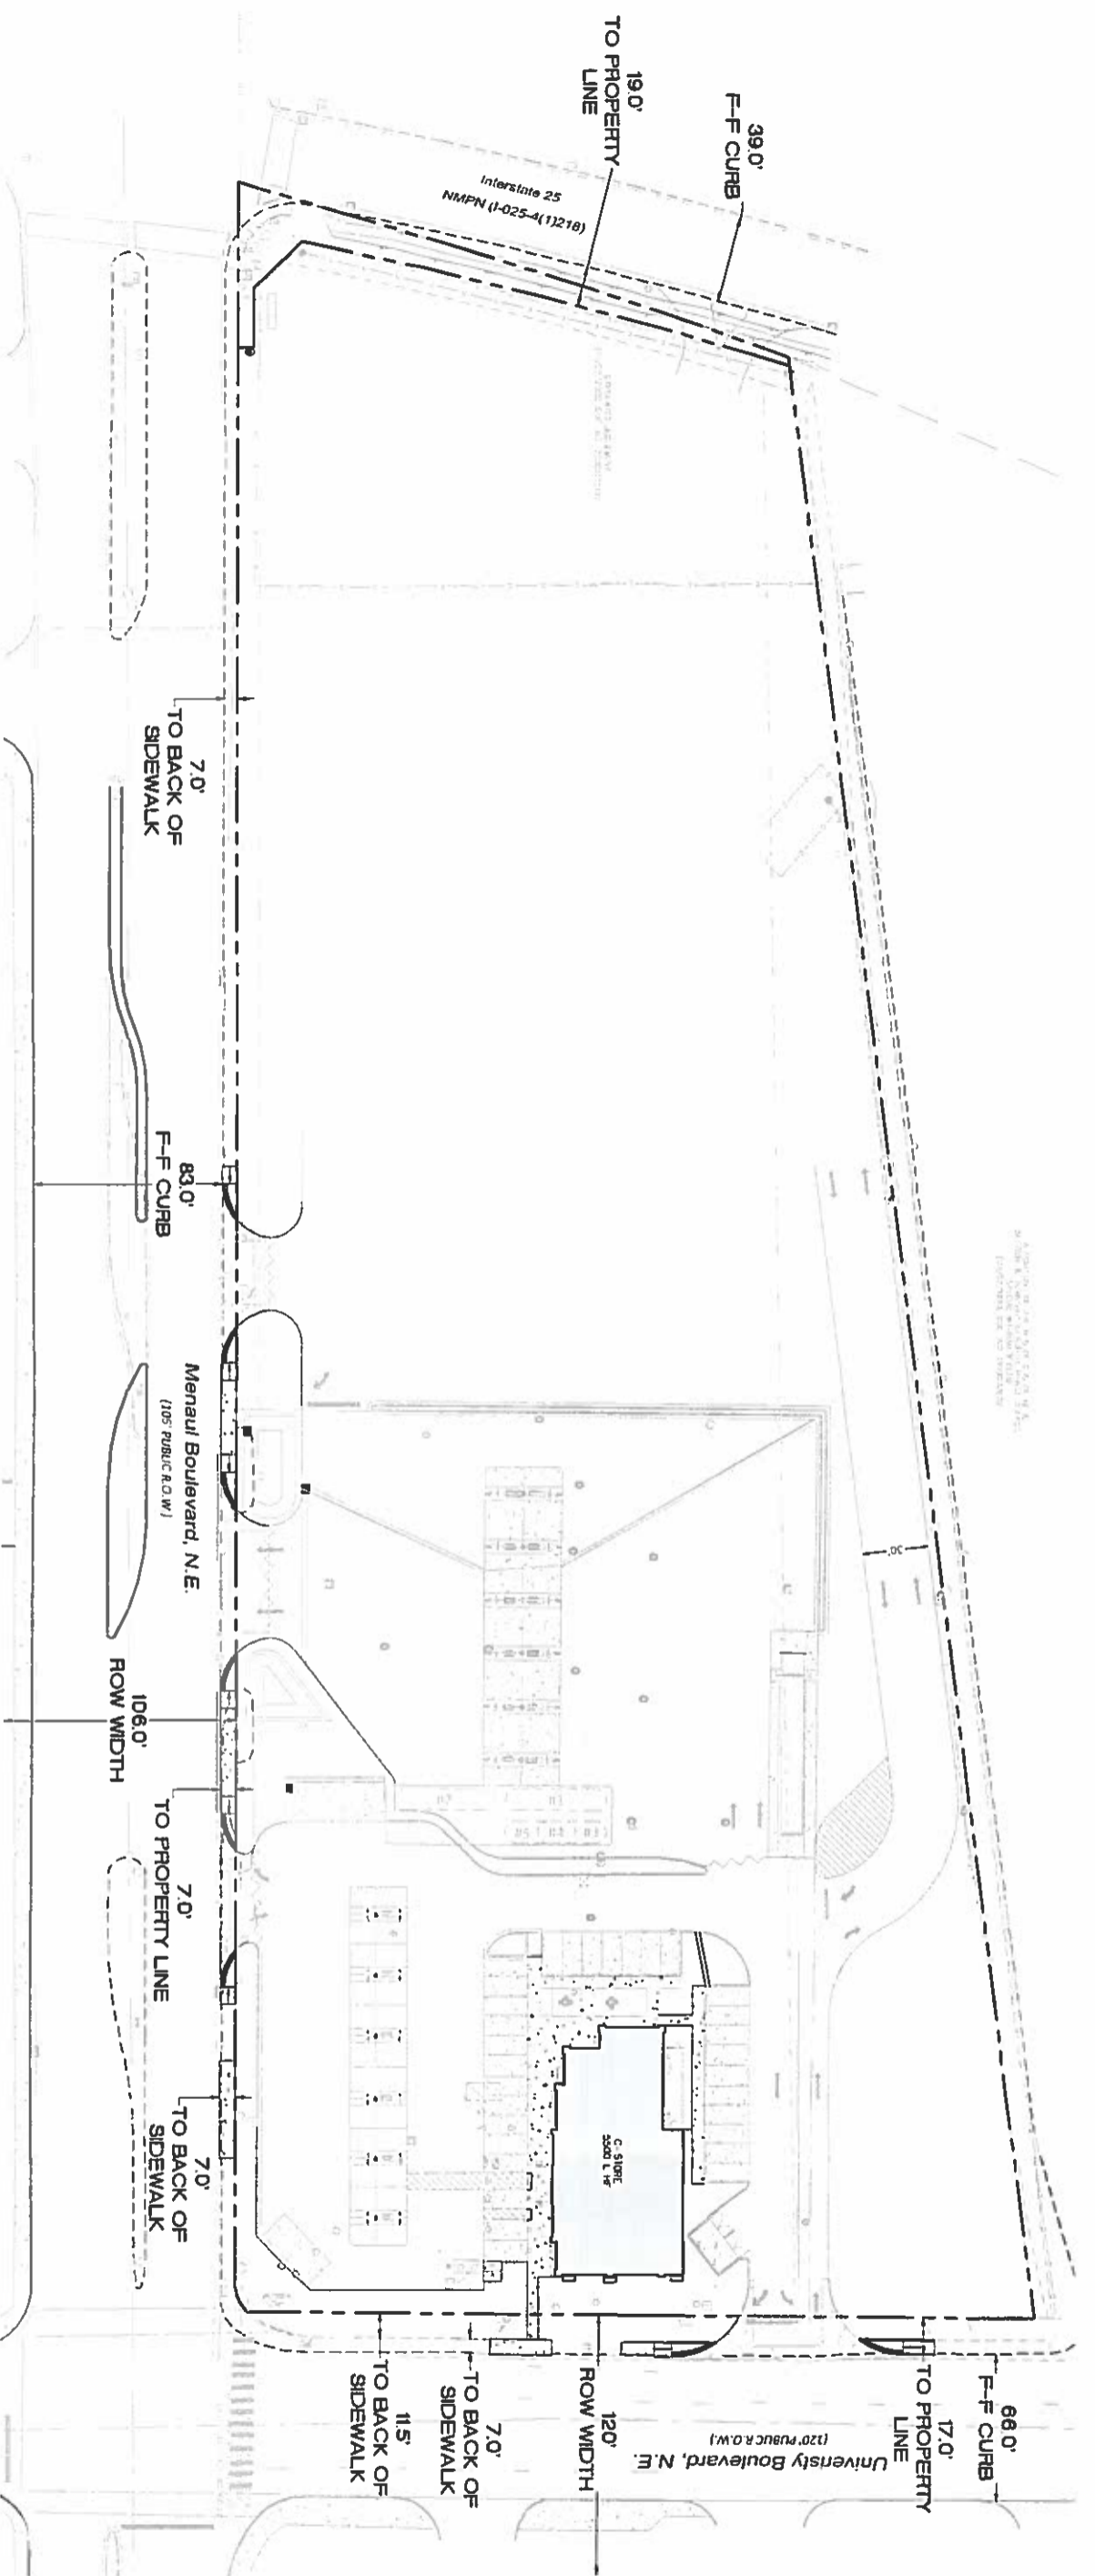 39.0'
F-F CURB
19.0'
TO PROPERTY
LINE
Interstate 25
NMPN (I-025-4(1)218)
7.0'
TO BACK OF
SIDEWALK
83.0'
F-F CURB
Menaul Boulevard, N.E.
(105' PUBLIC R.O.W.)
106.0'
ROW WIDTH
7.0'
TO PROPERTY LINE
7.0'
TO BACK OF
SIDEWALK
30'
C-STORE
66.0'
F-F CURB
17.0'
TO PROPERTY
LINE
Univeristy Boulevard, N.E.
(120' PUBLIC R.O.W.)
120'
ROW WIDTH
7.0'
TO BACK OF
SIDEWALK
11.5'
TO BACK OF
SIDEWALK